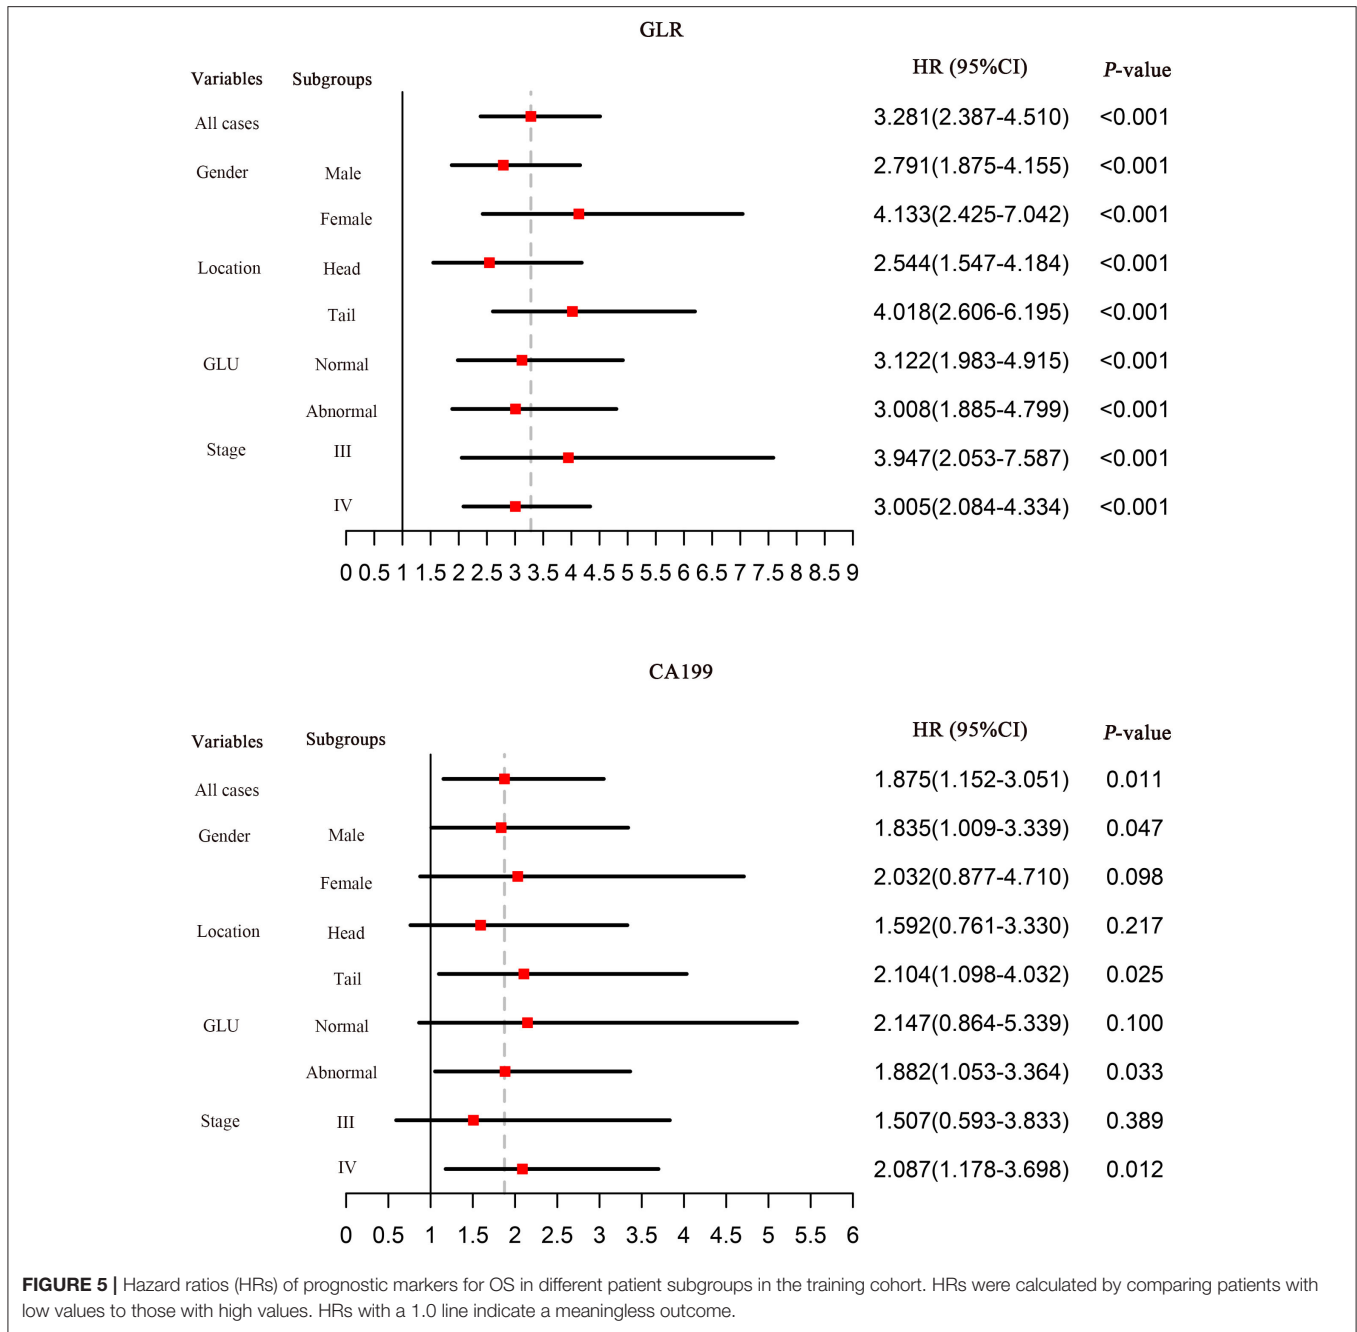 GLR
Variables Subgroups HR (95%CI) P-value
All cases 3.281(2.387-4.510) <0.001
Gender Male 2.791(1.875-4.155) <0.001
Female 4.133(2.425-7.042) <0.001
Location Head 2.544(1.547-4.184) <0.001
Tail 4.018(2.606-6.195) <0.001
GLU Normal 3.122(1.983-4.915) <0.001
Abnormal 3.008(1.885-4.799) <0.001
Stage III 3.947(2.053-7.587) <0.001
IV 3.005(2.084-4.334) <0.001
0 0.5 1 1.5 2 2.5 3 3.5 4 4.5 5 5.5 6 6.5 7 7.5 8 8.5 9
CA199
Variables Subgroups HR (95%CI) P-value
All cases 1.875(1.152-3.051) 0.011
Gender Male 1.835(1.009-3.339) 0.047
Female 2.032(0.877-4.710) 0.098
Location Head 1.592(0.761-3.330) 0.217
Tail 2.104(1.098-4.032) 0.025
GLU Normal 2.147(0.864-5.339) 0.100
Abnormal 1.882(1.053-3.364) 0.033
Stage III 1.507(0.593-3.833) 0.389
IV 2.087(1.178-3.698) 0.012
0 0.5 1 1.5 2 2.5 3 3.5 4 4.5 5 5.5 6
FIGURE 5 | Hazard ratios (HRs) of prognostic markers for OS in different patient subgroups in the training cohort. HRs were calculated by comparing patients with
low values to those with high values. HRs with a 1.0 line indicate a meaningless outcome.